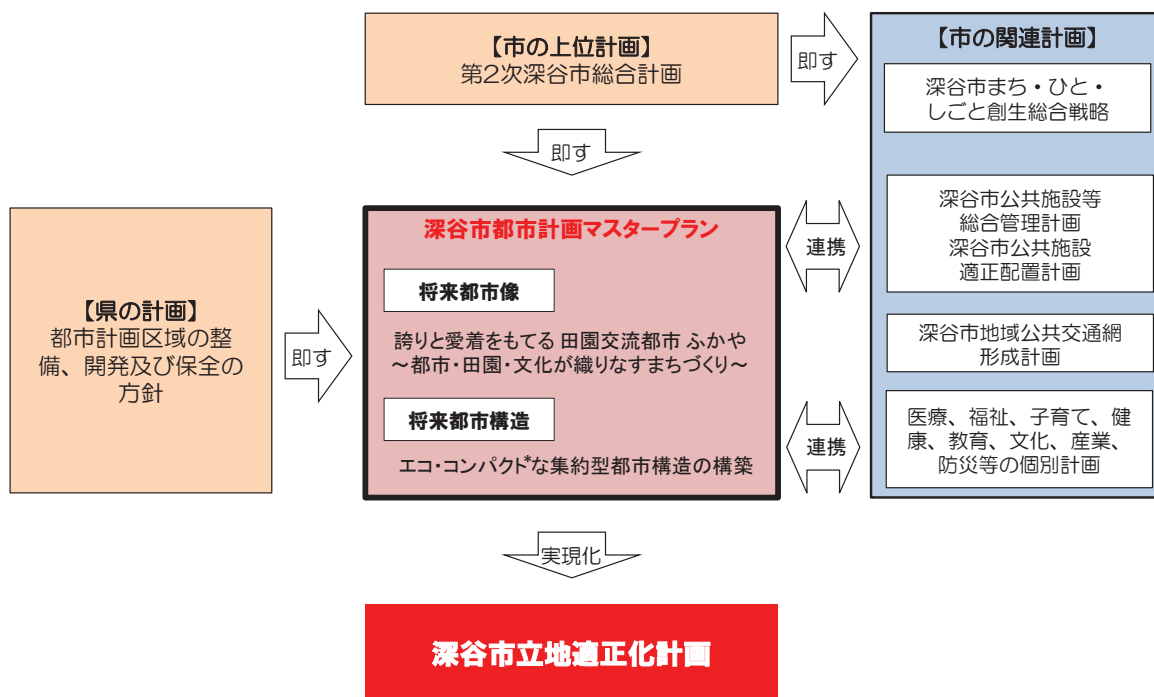 【市の上位計画】
第2次深谷市総合計画
即す
【市の関連計画】
深谷市まち・ひと・
しごと創生総合戦略
即す
深谷市公共施設等
総合管理計画
深谷市公共施設
適正配置計画
深谷市地域公共交通網
形成計画
医療、福祉、子育て、健
康、教育、文化、産業、
防災等の個別計画
【県の計画】
都市計画区域の整
備、開発及び保全の
方針
即す
深谷市都市計画マスタープラン
将来都市像
誇りと愛着をもてる 田園交流都市 ふかや
～都市・田園・文化が織りなすまちづくり～
将来都市構造
エコ・コンパクト*な集約型都市構造の構築
連携
連携
実現化
深谷市立地適正化計画